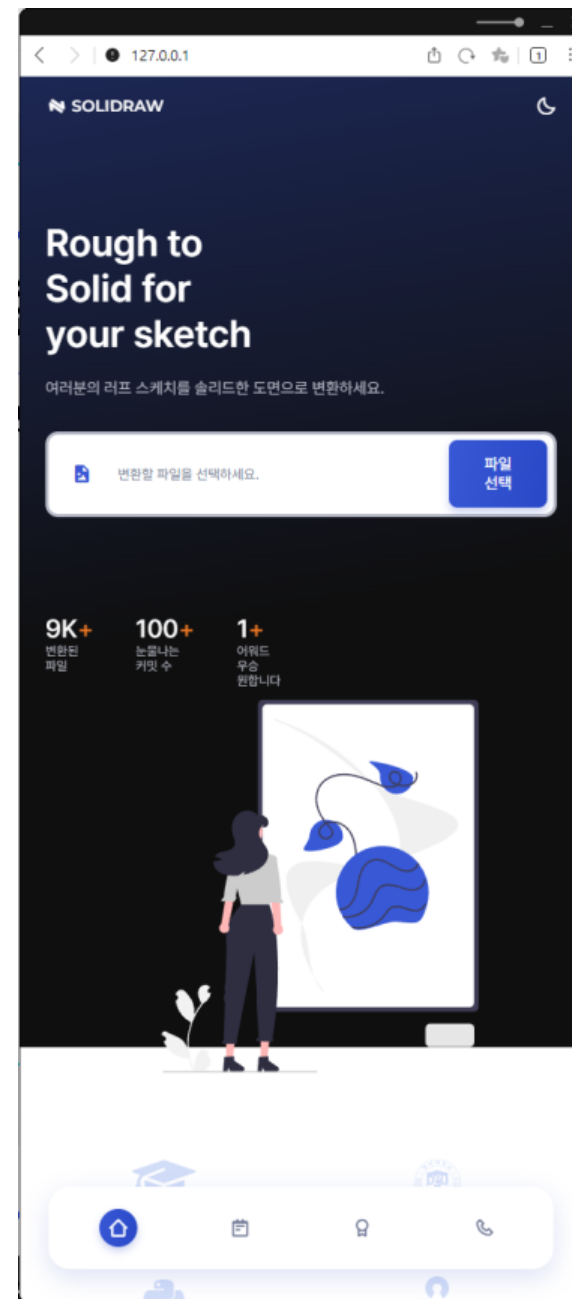 127.0.0.1
1
SOLIDRAW
Rough to
Solid for
your sketch
여러분의 러프 스케치를 솔리드한 도면으로 변환하세요.
변환할 파일을 선택하세요.
파일
선택
9K+
변환된
파일
100+
눈물나는
커밋 수
1+
어워드
우승
원합니다